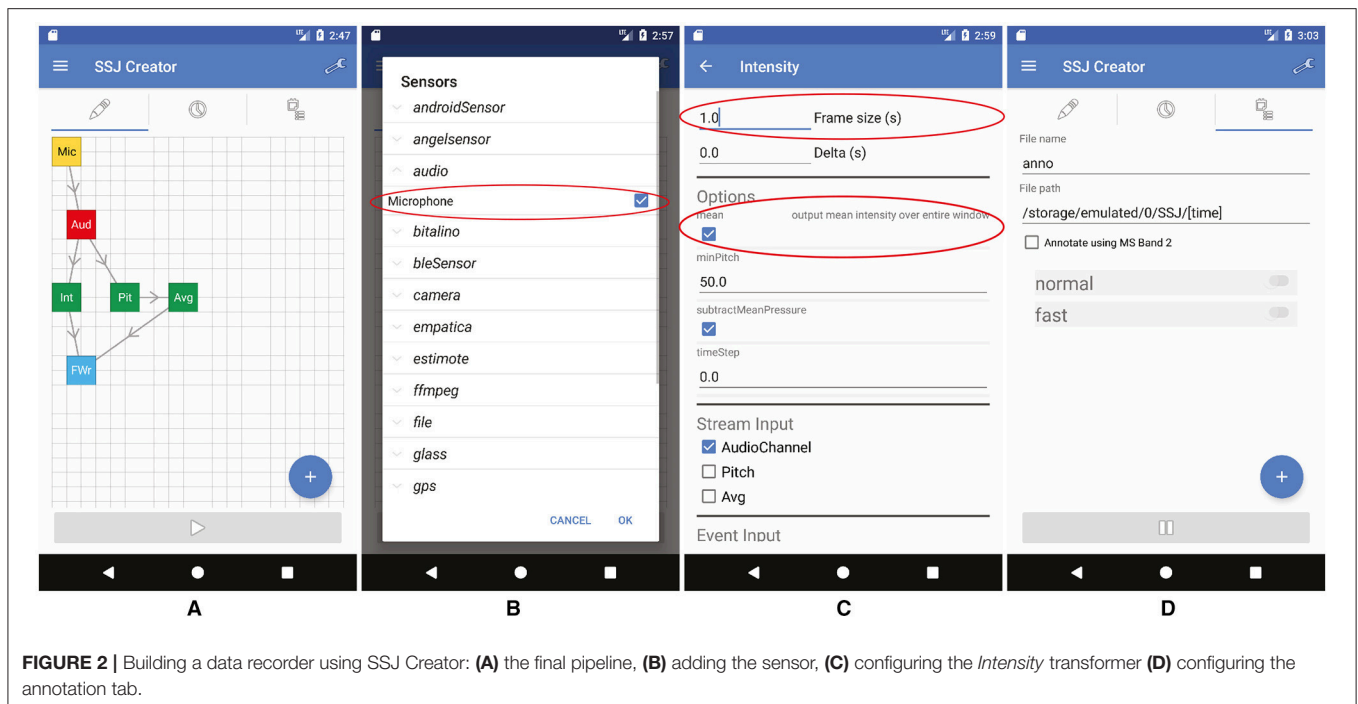 2:47
SSJ Creator
Mic
Aud
Int
Pit
Avg
FWr
+
A
2:57
Sensors
androidSensor
angelsensor
audio
Microphone
bitalino
bleSensor
camera
empatica
estimote
ffmpeg
file
glass
gps
CANCEL OK
B
2:59
Intensity
1.0 Frame size (s)
0.0 Delta (s)
Options
mean output mean intensity over entire window
minPitch
50.0
subtractMeanPressure
timeStep
0.0
Stream Input
AudioChannel
Pitch
Avg
Event Input
C
3:03
SSJ Creator
File name
anno
File path
/storage/emulated/0/SSJ/[time]
Annotate using MS Band 2
normal
fast
+
D
FIGURE 2 | Building a data recorder using SSJ Creator: (A) the final pipeline, (B) adding the sensor, (C) configuring the Intensity transformer (D) configuring the
annotation tab.